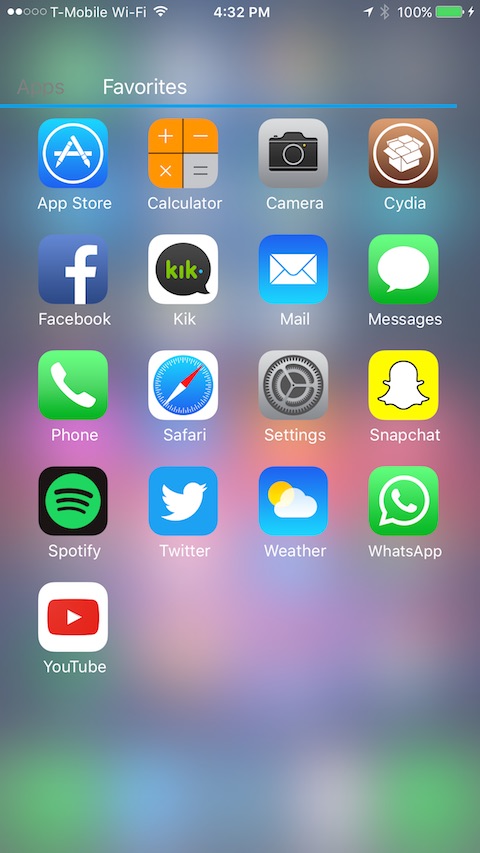 T-Mobile Wi-Fi 4:32 PM 100%
Apps Favorites
App Store Calculator Camera Cydia
kik
Facebook Kik Mail Messages
Phone Safari Settings Snapchat
Spotify Twitter Weather WhatsApp
YouTube